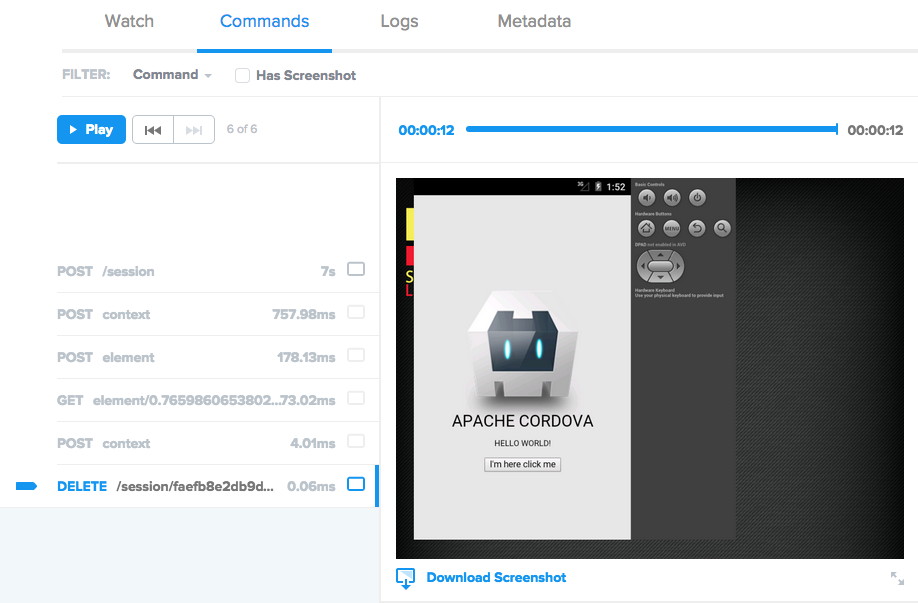 Watch Commands Logs Metadata
FILTER: Command Has Screenshot
Play 6 of 6
00:00:12 00:00:12
POST /session 7s
POST context 757.98ms
POST element 178.13ms
GET element/0.7659860653802...73.02ms
POST context 4.01ms
DELETE /session/faefb8e2db9d... 0.06ms
3G 1:52
S
L
APACHE CORDOVA
HELLO WORLD!
I'm here click me
Basic Controls
Hardware Buttons
MENU
DPAD not enabled in AVD
Hardware Keyboard
Use your physical keyboard to provide input
Download Screenshot